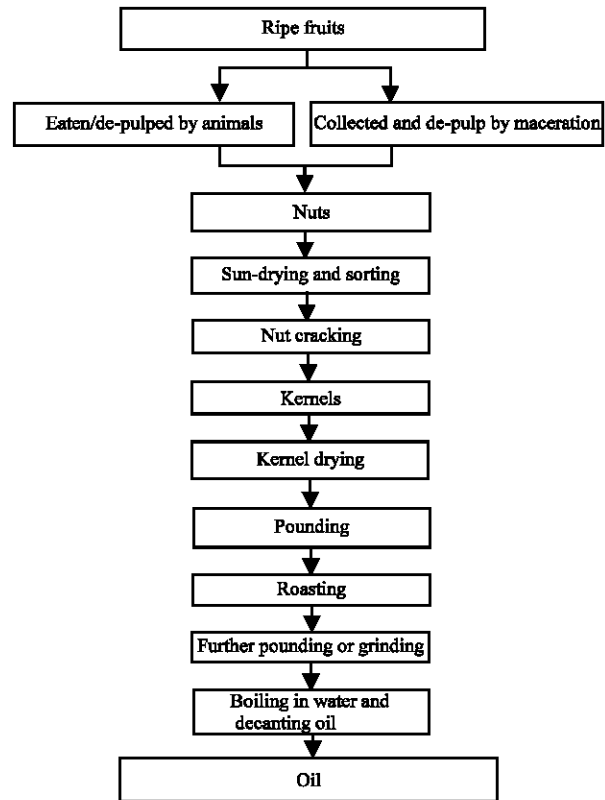 Ripe fruits
Eaten/de-pulped by animals
Collected and de-pulp by maceration
Nuts
Sun-drying and sorting
Nut cracking
Kernels
Kernel drying
Pounding
Roasting
Further pounding or grinding
Boiling in water and
decanting oil
Oil